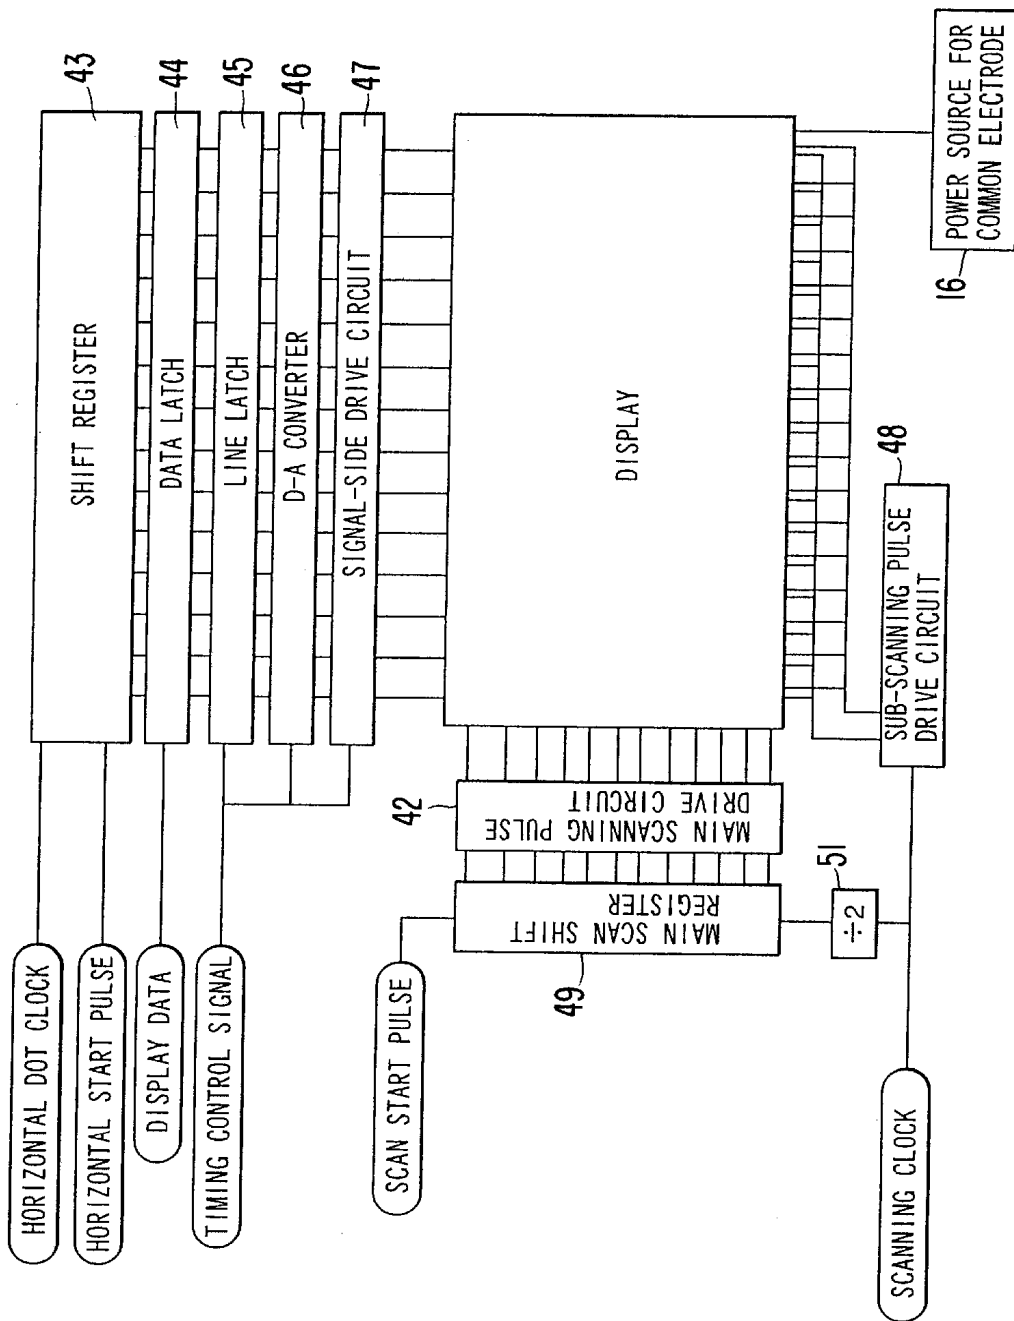 HORIZONTAL DOT CLOCK
HORIZONTAL START PULSE
DISPLAY DATA
TIMING CONTROL SIGNAL
SHIFT REGISTER
43
DATA LATCH
44
LINE LATCH
45
D-A CONVERTER
46
SIGNAL-SIDE DRIVE CIRCUIT
47
SCAN START PULSE
MAIN SCAN SHIFT
REGISTER
49
MAIN SCANNING PULSE
DRIVE CIRCUIT
42
DISPLAY
÷2
51
SCANNING CLOCK
SUB-SCANNING PULSE
DRIVE CIRCUIT
48
POWER SOURCE FOR
COMMON ELECTRODE
16